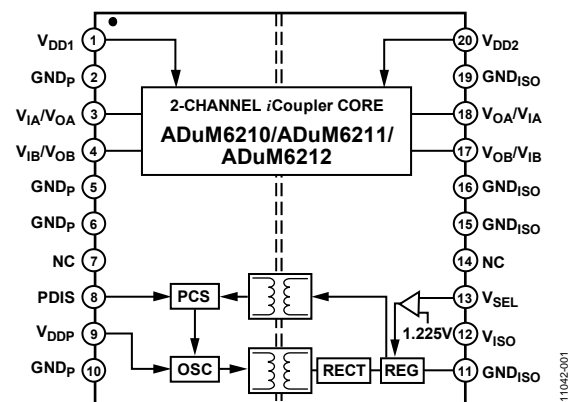 VDD1 1
GNDP 2
VIA/VOA 3
VIB/VOB 4
GNDP 5
GNDP 6
NC 7
PDIS 8
VDDP 9
GNDP 10
2-CHANNEL iCoupler CORE
ADuM6210/ADuM6211/
ADuM6212
PCS
OSC
RECT
REG
1.225V
20 VDD2
19 GNDISO
18 VOA/VIA
17 VOB/VIB
16 GNDISO
15 GNDISO
14 NC
13 VSEL
12 VISO
11 GNDISO
11042-001